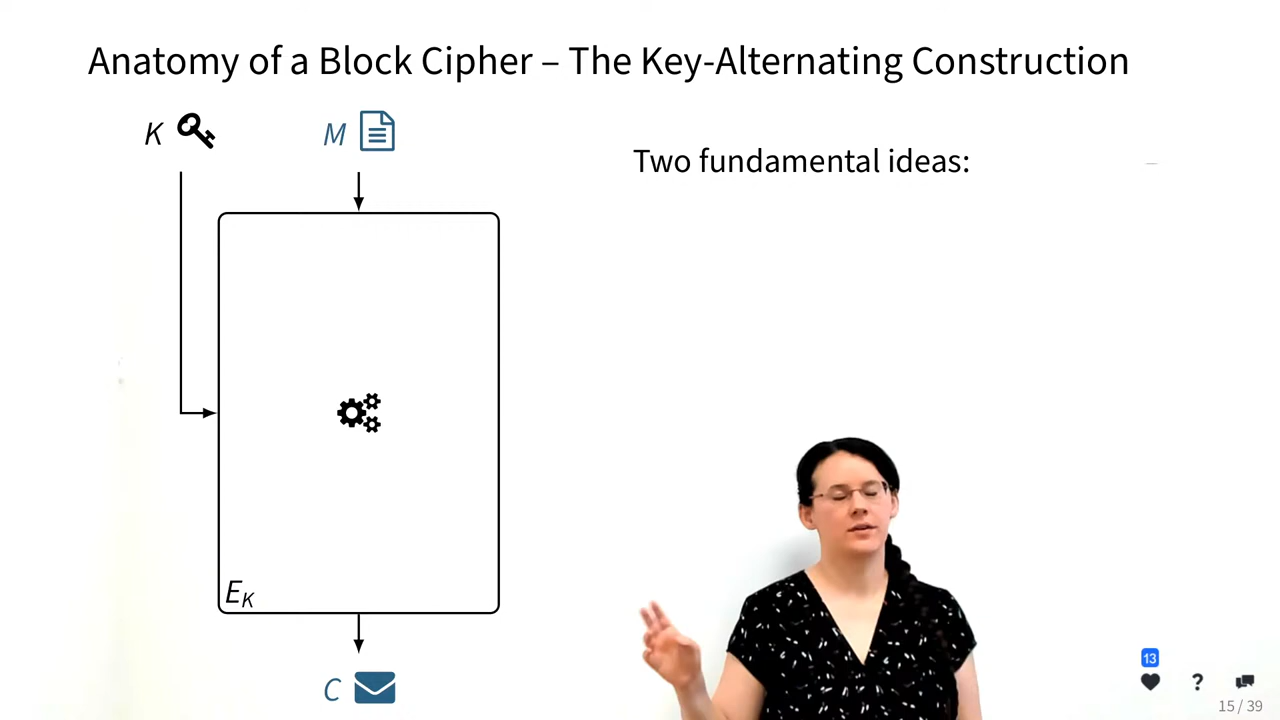 Anatomy of a Block Cipher – The Key-Alternating Construction
K
M
Two fundamental ideas:
E_K
C
13
?
15 / 39